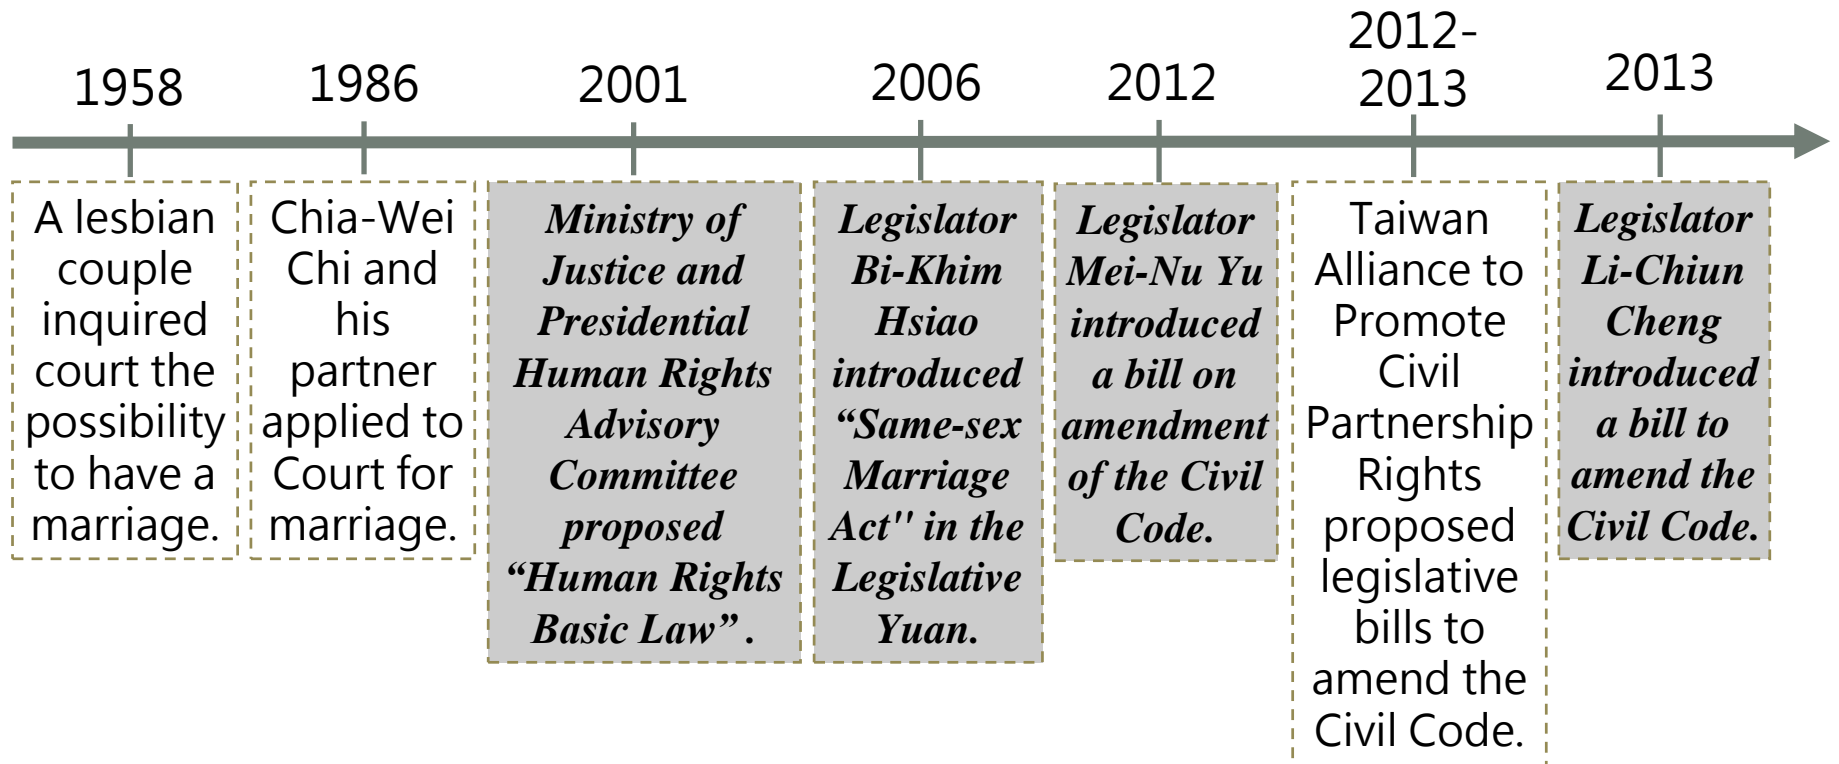 1958
A lesbian
couple
inquired
court the
possibility
to have a
marriage.
1986
Chia-Wei
Chi and
his
partner
applied to
Court for
marriage.
2001
Ministry of
Justice and
Presidential
Human Rights
Advisory
Committee
proposed
“Human Rights
Basic Law” .
2006
Legislator
Bi-Khim
Hsiao
introduced
“Same-sex
Marriage
Act" in the
Legislative
Yuan.
2012
Legislator
Mei-Nu Yu
introduced
a bill on
amendment
of the Civil
Code.
2012-
2013
Taiwan
Alliance to
Promote
Civil
Partnership
Rights
proposed
legislative
bills to
amend the
Civil Code.
2013
Legislator
Li-Chiun
Cheng
introduced
a bill to
amend the
Civil Code.